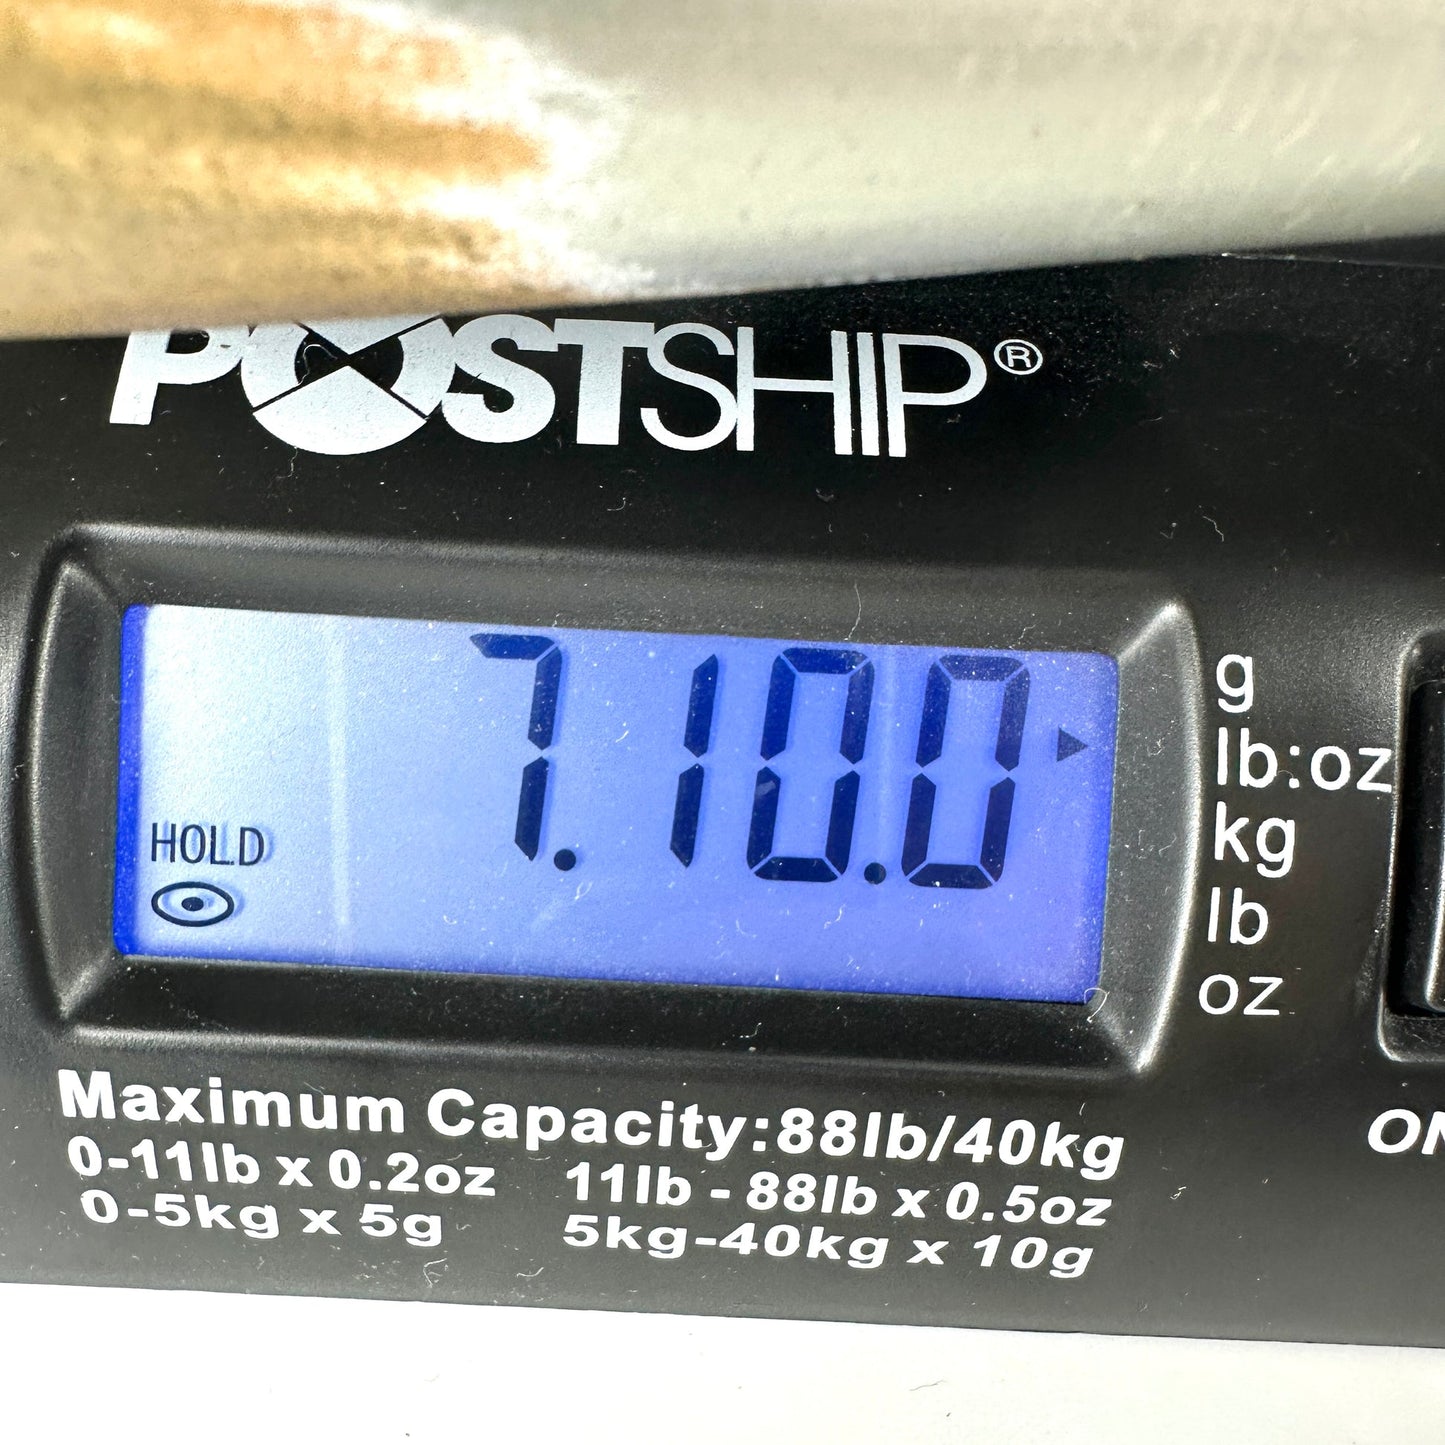 POSTSHIP®
7.10.0
HOLD
g
lb:oz
kg
lb
oz
Maximum Capacity:88lb/40kg
0-11lb x 0.2oz 11lb - 88lb x 0.5oz
0-5kg x 5g 5kg-40kg x 10g